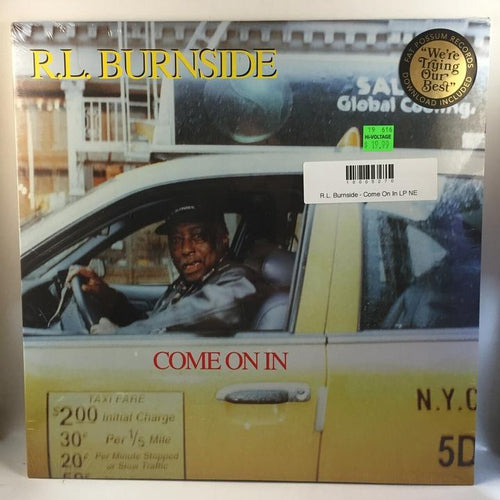 R.L. BURNSIDE
FAT POSSUM RECORDS
"We're
Trying
Our
Best"
DOWNLOAD INCLUDED
Global Cooling,
19 616
HI-VOLTAGE
$ 19.99
R.L. Burnside - Come On In LP NE
COME ON IN
TAXI FARE
$2.00 Initial Charge
30¢ Per 1/5 Mile
20¢ Per Minute Stopped
or Slow Traffic
N.Y.C
5D